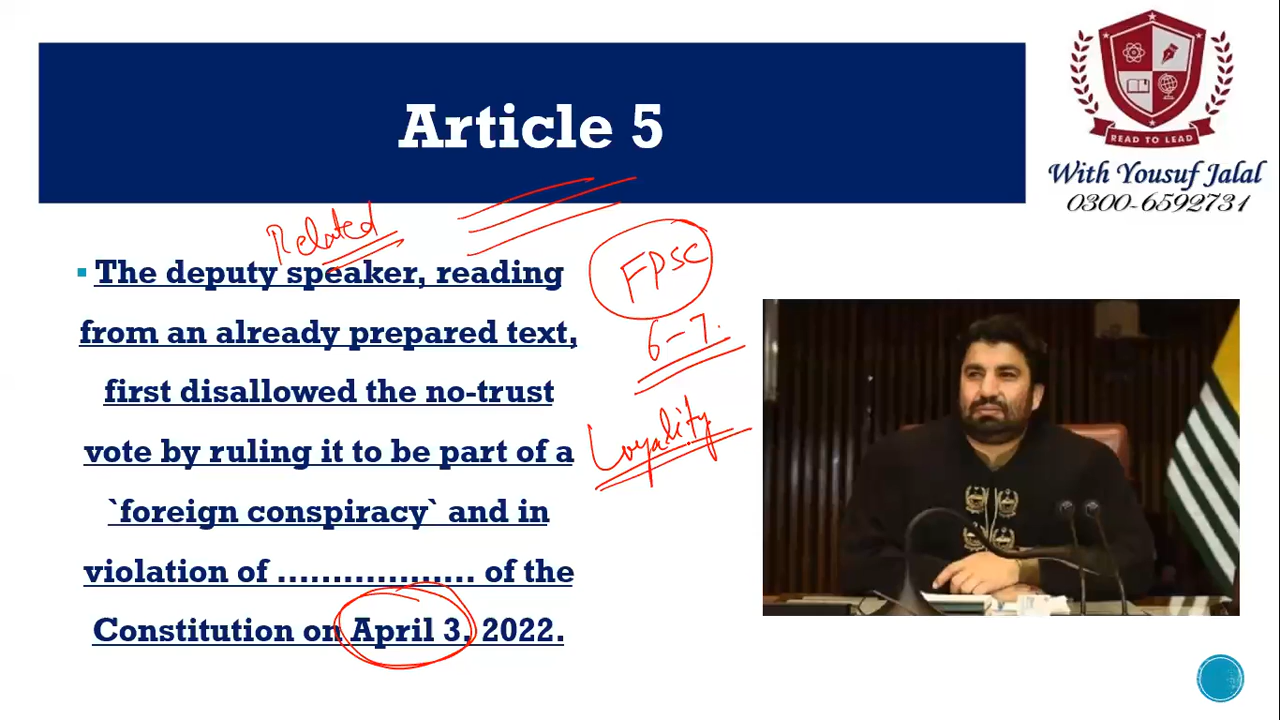 Article 5
READ TO LEAD
With Yousuf Jalal
0300-6592731
Related
The deputy speaker, reading
from an already prepared text,
first disallowed the no-trust
vote by ruling it to be part of a
`foreign conspiracy` and in
violation of .................. of the
Constitution on April 3, 2022.
FPSC
6-7.
Loyality